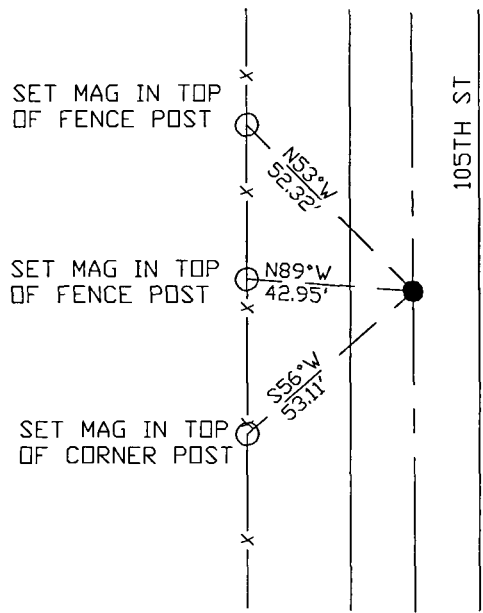 SET MAG IN TOP
OF FENCE POST
N53°W
52.32'
105TH ST
SET MAG IN TOP
OF FENCE POST
N89°W
42.95'
S56°W
53.11'
SET MAG IN TOP
OF CORNER POST